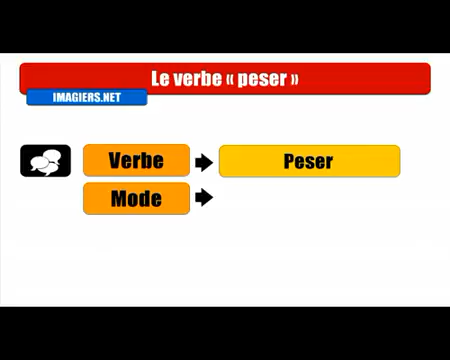 Le verbe « peser »
IMAGIERS.NET
Verbe
Peser
Mode